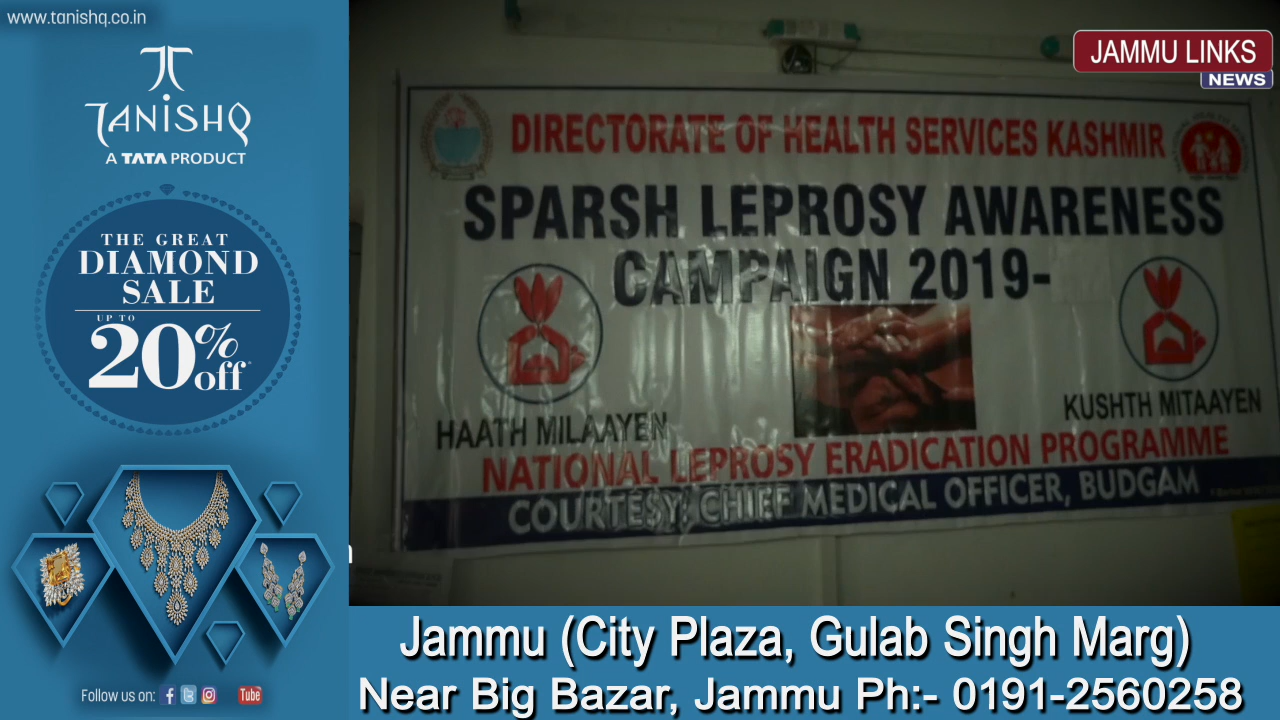 www.tanishq.co.in
TANISHQ
A TATA PRODUCT
THE GREAT
DIAMOND
SALE
UP TO
20% off*
Follow us on:
Tube
JAMMU LINKS
NEWS
DIRECTORATE OF HEALTH SERVICES KASHMIR
SPARSH LEPROSY AWARENESS
CAMPAIGN 2019-
HAATH MILAAYEN
KUSHTH MITAAYEN
NATIONAL LEPROSY ERADICATION PROGRAMME
COURTESY: CHIEF MEDICAL OFFICER, BUDGAM
Jammu (City Plaza, Gulab Singh Marg)
Near Big Bazar, Jammu Ph:- 0191-2560258